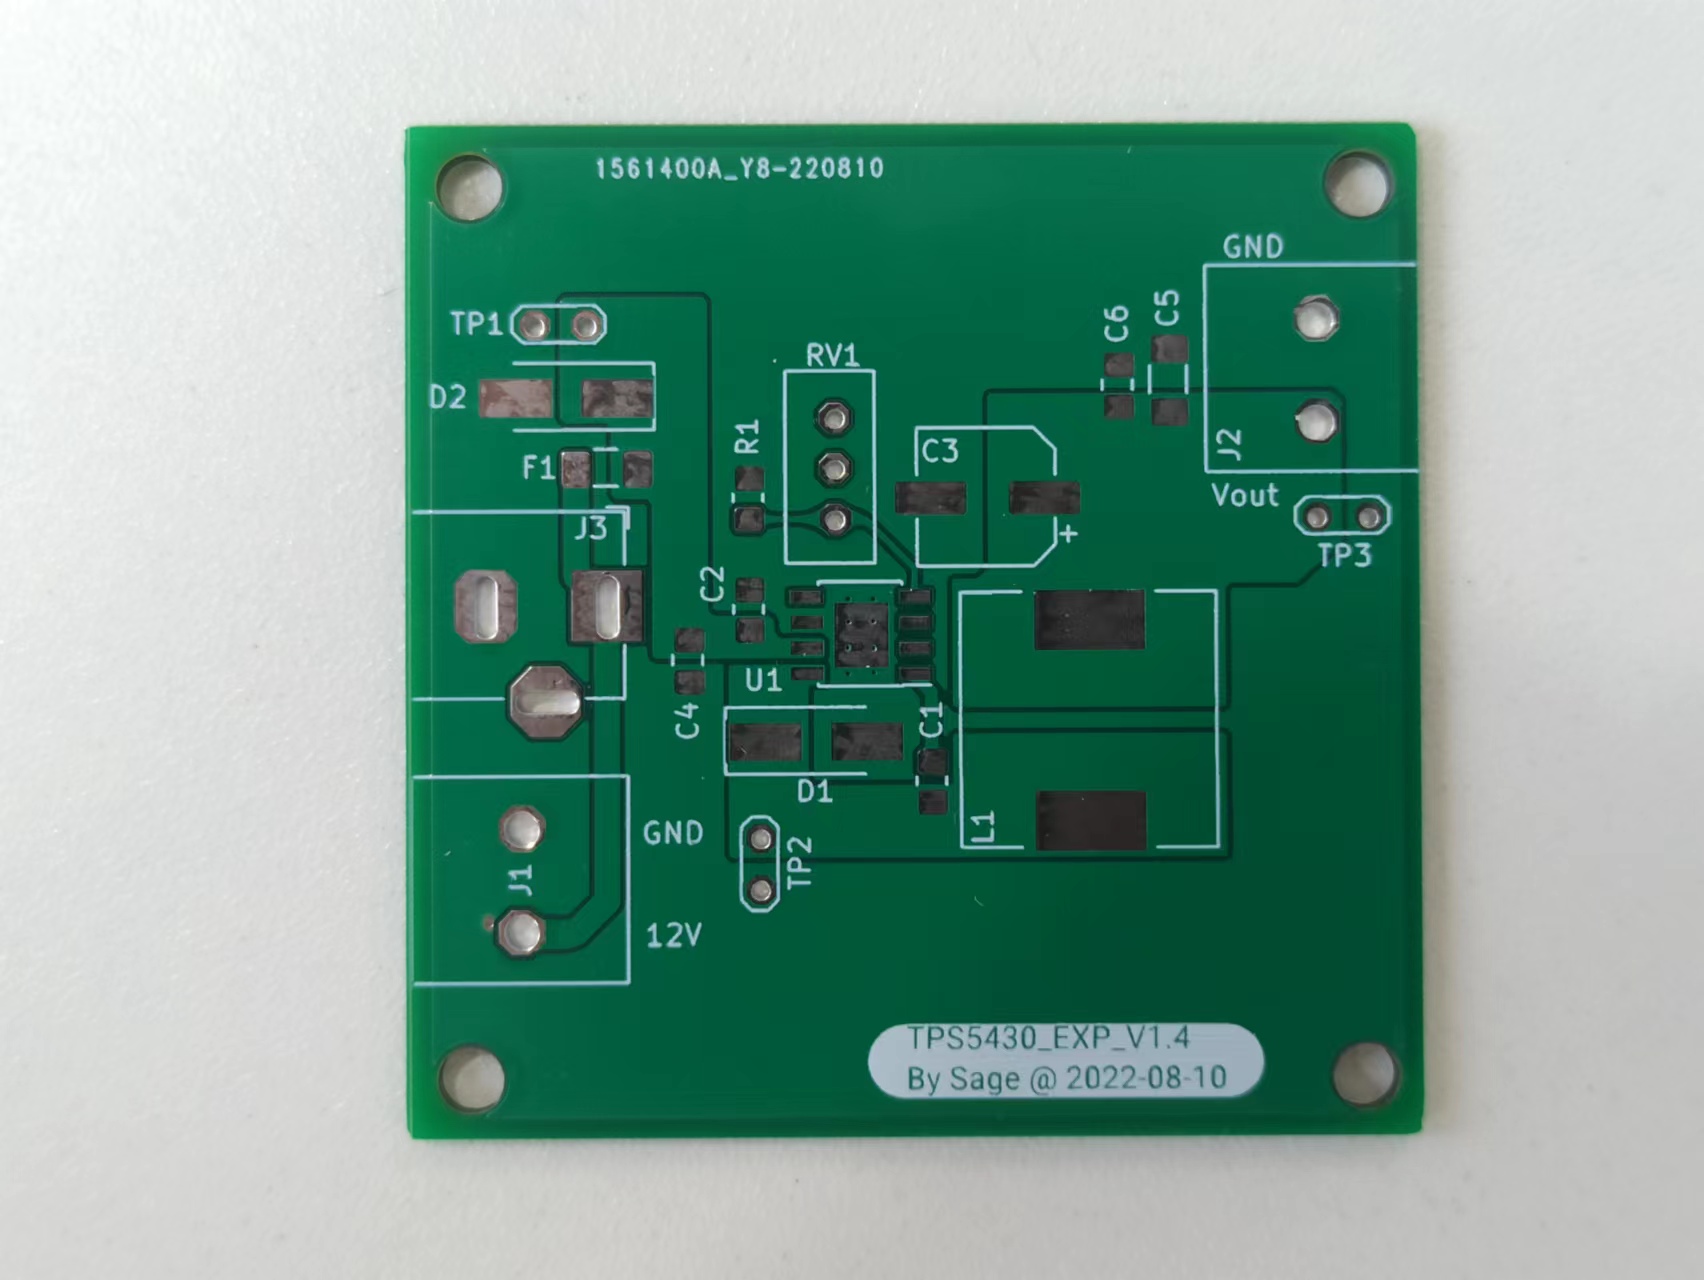 1561400A_Y8-220810
GND
TP1
C6
C5
RV1
D2
R1
C3
J2
F1
Vout
J3
+
TP3
C2
U1
C4
C1
D1
L1
GND
TP2
J1
12V
TPS5430_EXP_V1.4
By Sage @ 2022-08-10